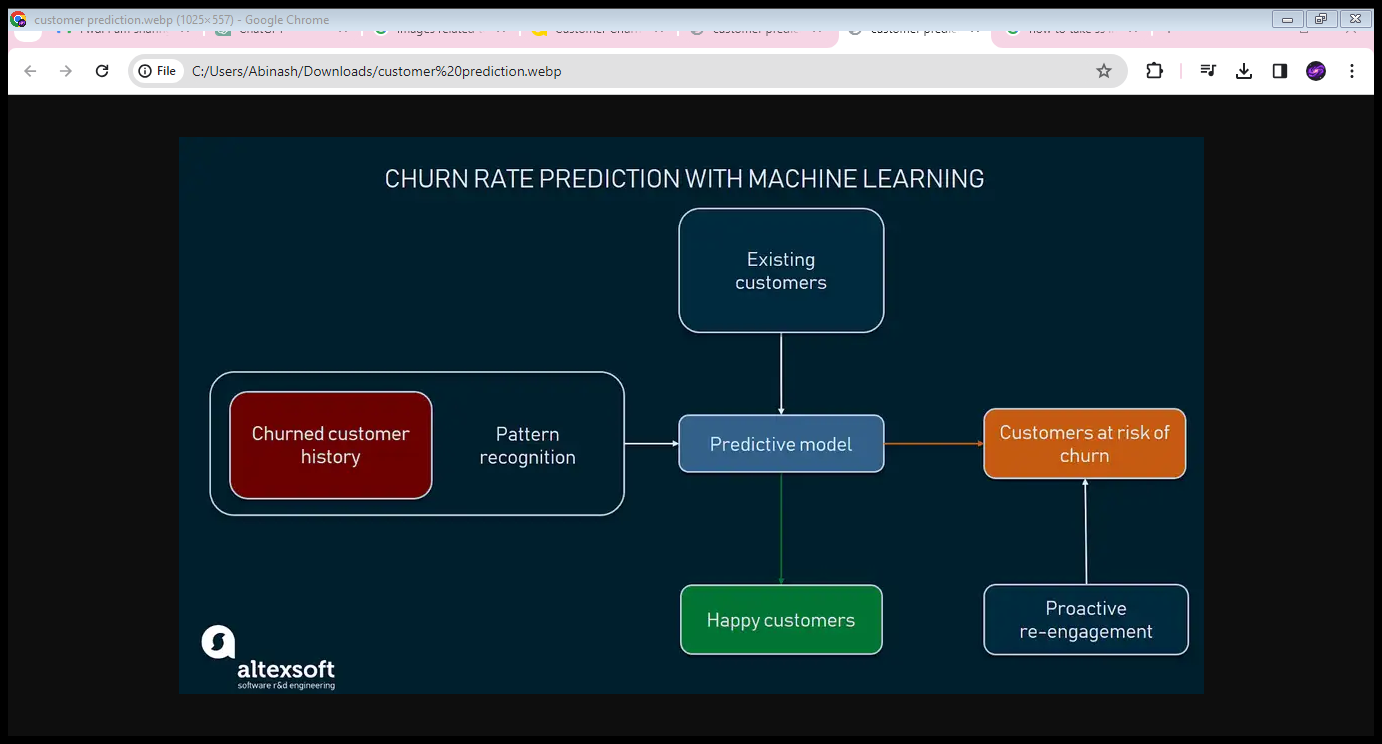 customer prediction.webp (1025×557) - Google Chrome
File C:/Users/Abinash/Downloads/customer%20prediction.webp
CHURN RATE PREDICTION WITH MACHINE LEARNING
Existing
customers
Churned customer
history
Pattern
recognition
Predictive model
Customers at risk of
churn
Happy customers
Proactive
re-engagement
altexsoft
software r&d engineering